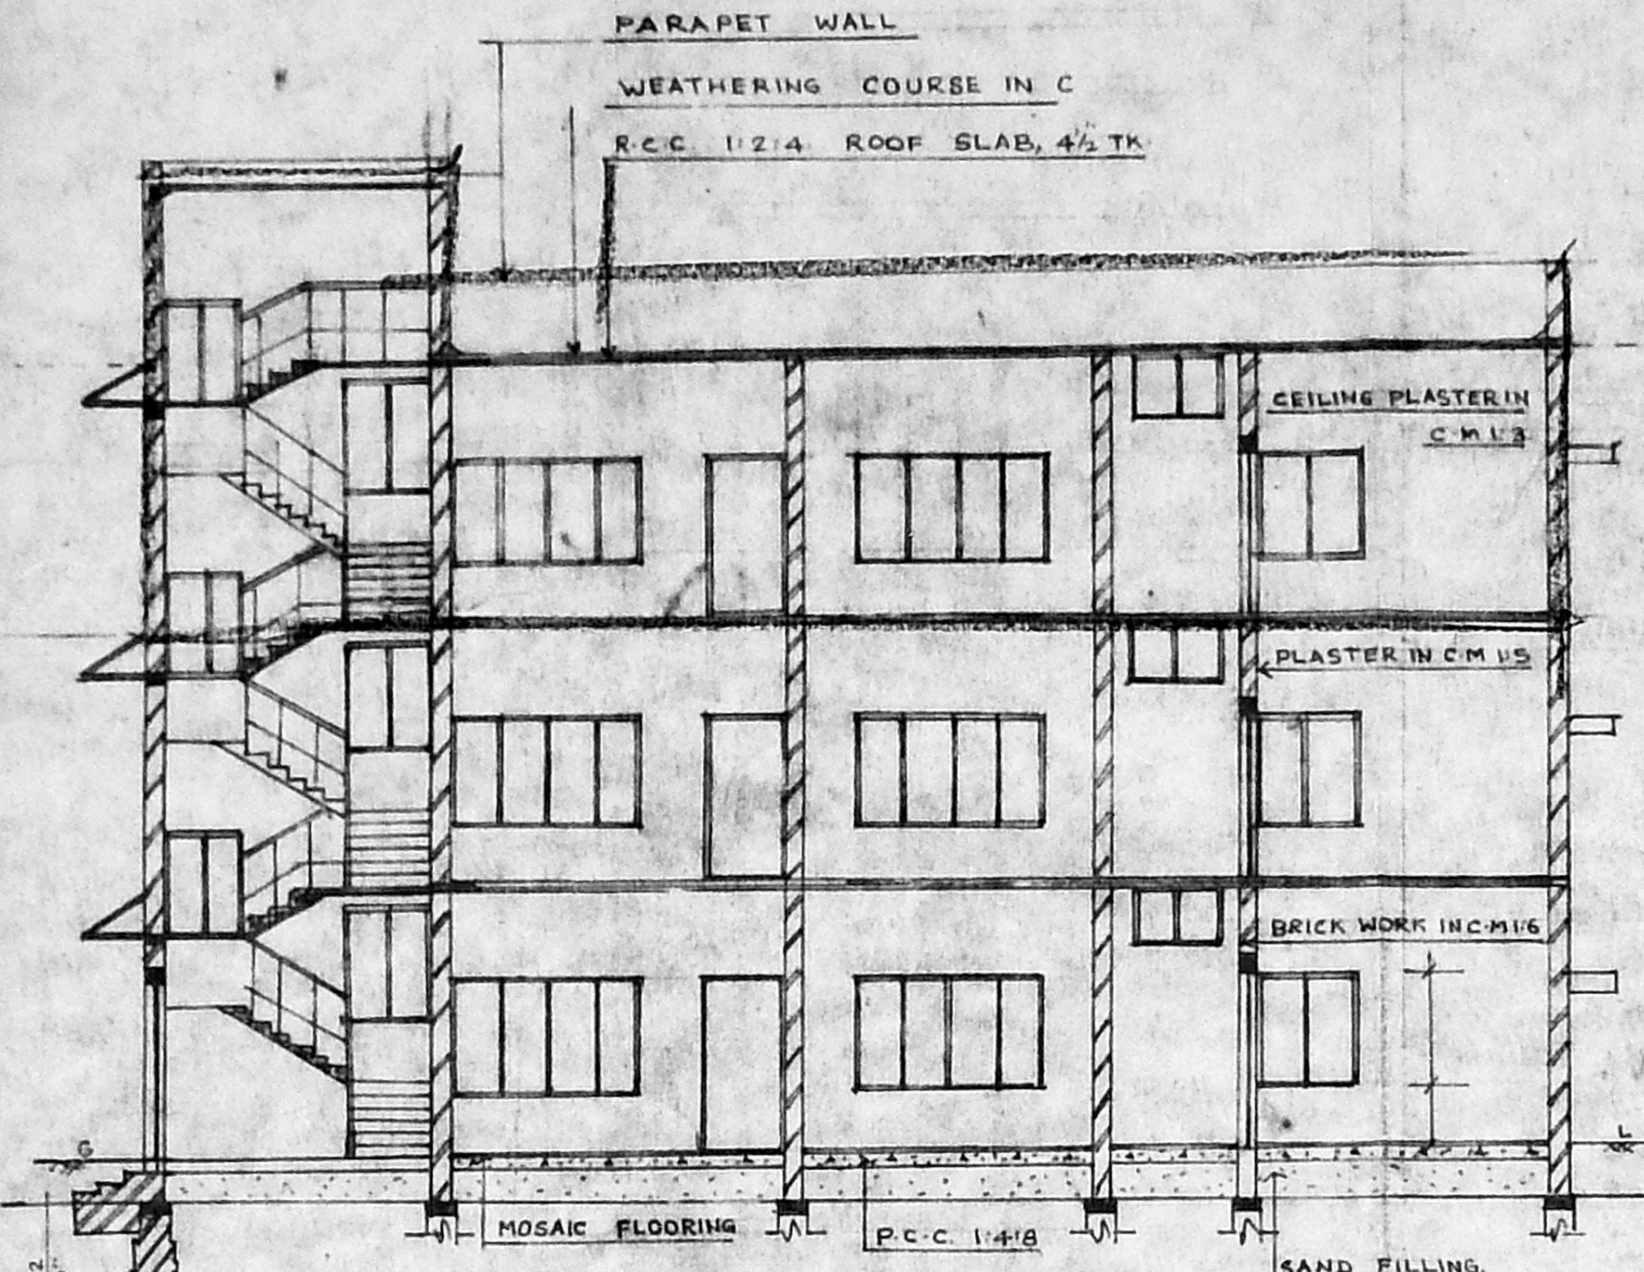 PARAPET WALL
WEATHERING COURSE IN C
R.C.C. 1:2:4 ROOF SLAB, 4½" TK
CEILING PLASTER IN
C.M 1:3
PLASTER IN C.M 1:5
BRICK WORK IN C.M 1:6
G
L
MOSAIC FLOORING
P.C.C. 1:4:8
SAND FILLING.
2